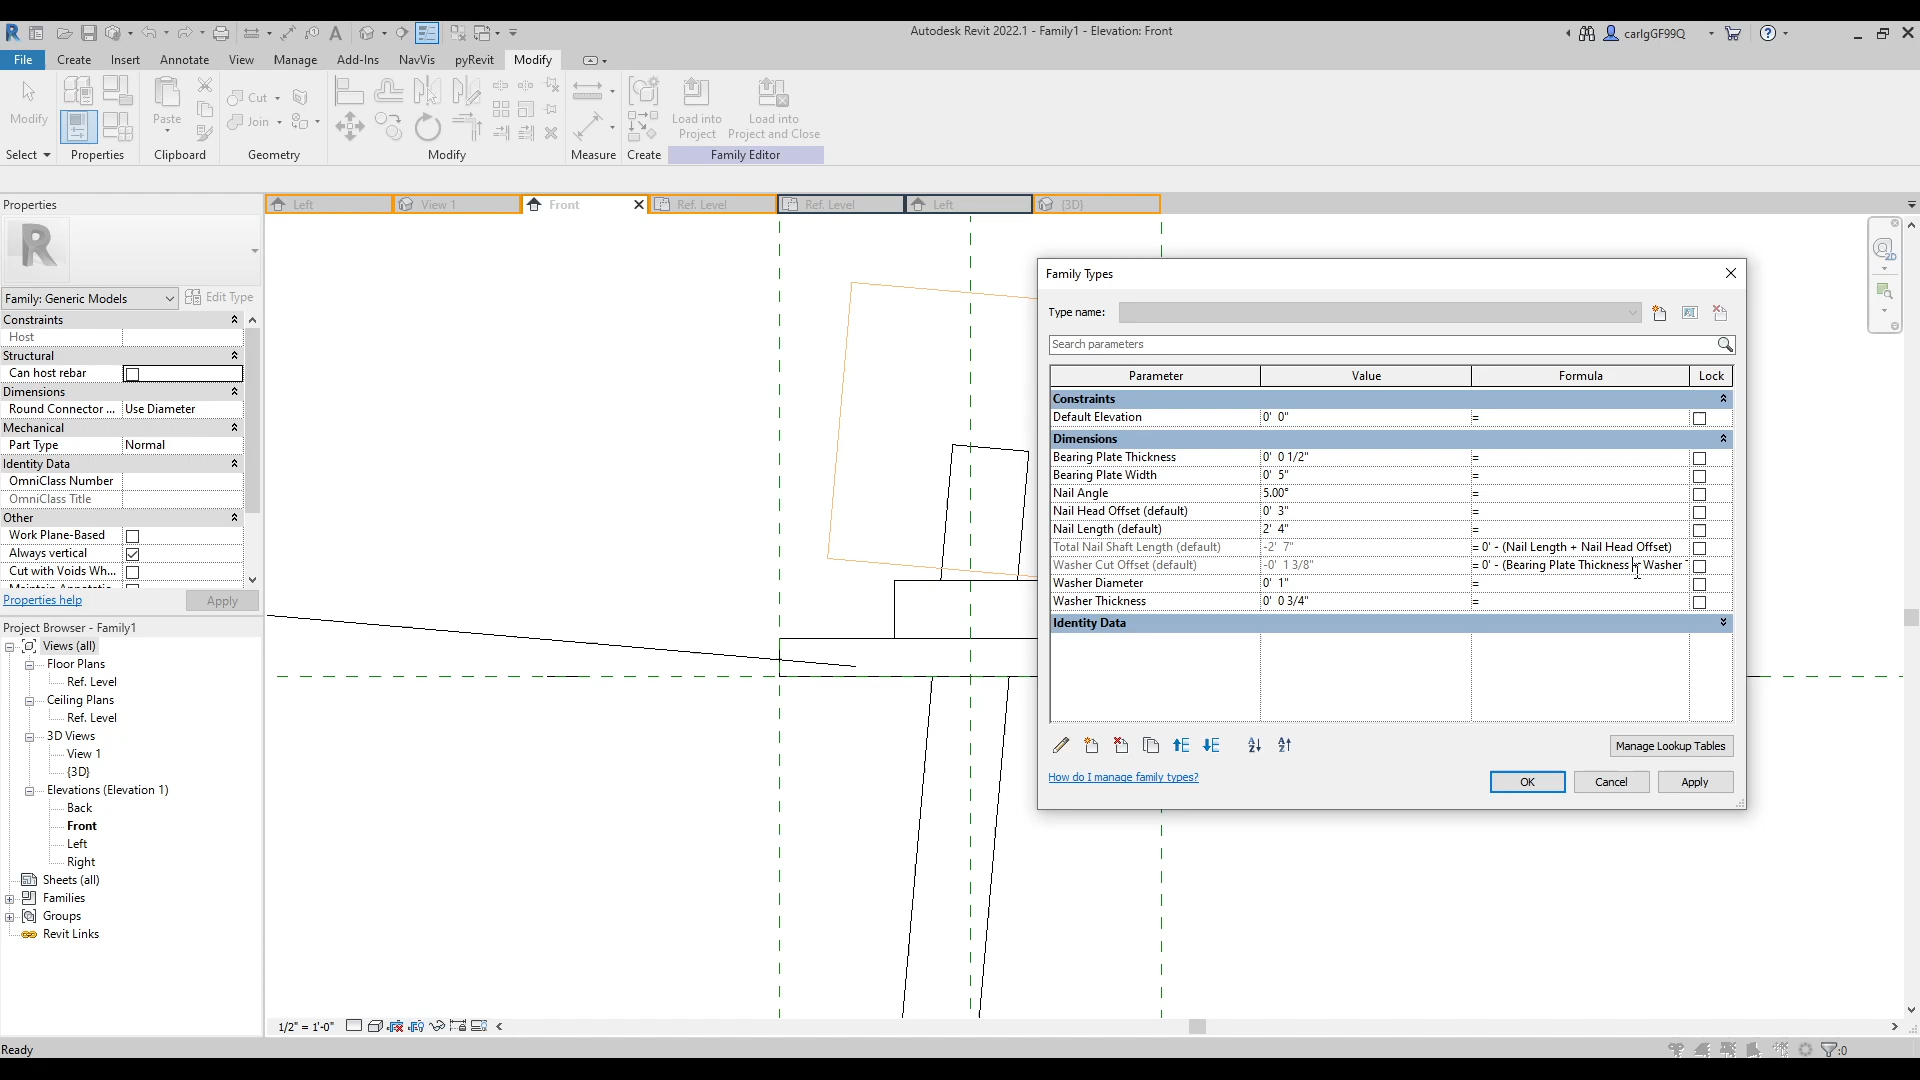 Autodesk Revit 2022.1 - Family1 - Elevation: Front
carlgGF99Q
File Create Insert Annotate View Manage Add-Ins NavVis pyRevit Modify
Modify
Paste
Cut
Join
Load into
Project
Load into
Project and Close
Select Properties Clipboard Geometry Modify Measure Create Family Editor
Properties
Left View 1 Front Ref. Level Ref. Level Left {3D}
R
Family: Generic Models Edit Type
Constraints
Host
Structural
Can host rebar
Dimensions
Round Connector ... Use Diameter
Mechanical
Part Type Normal
Identity Data
OmniClass Number
OmniClass Title
Other
Work Plane-Based
Always vertical
Cut with Voids Wh...
Properties help Apply
Project Browser - Family1
Views (all)
Floor Plans
Ref. Level
Ceiling Plans
Ref. Level
3D Views
View 1
{3D}
Elevations (Elevation 1)
Back
Front
Left
Right
Sheets (all)
Families
Groups
Revit Links
Family Types
Type name:
Search parameters
Parameter Value Formula Lock
Constraints
Default Elevation 0' 0" =
Dimensions
Bearing Plate Thickness 0' 0 1/2" =
Bearing Plate Width 0' 5" =
Nail Angle 5.00° =
Nail Head Offset (default) 0' 3" =
Nail Length (default) 2' 4" =
Total Nail Shaft Length (default) -2' 7" = 0' - (Nail Length + Nail Head Offset)
Washer Cut Offset (default) -0' 1 3/8" = 0' - (Bearing Plate Thickness + Washer
Washer Diameter 0' 1" =
Washer Thickness 0' 0 3/4" =
Identity Data
Manage Lookup Tables
How do I manage family types?
OK Cancel Apply
1/2" = 1'-0"
Ready
:0